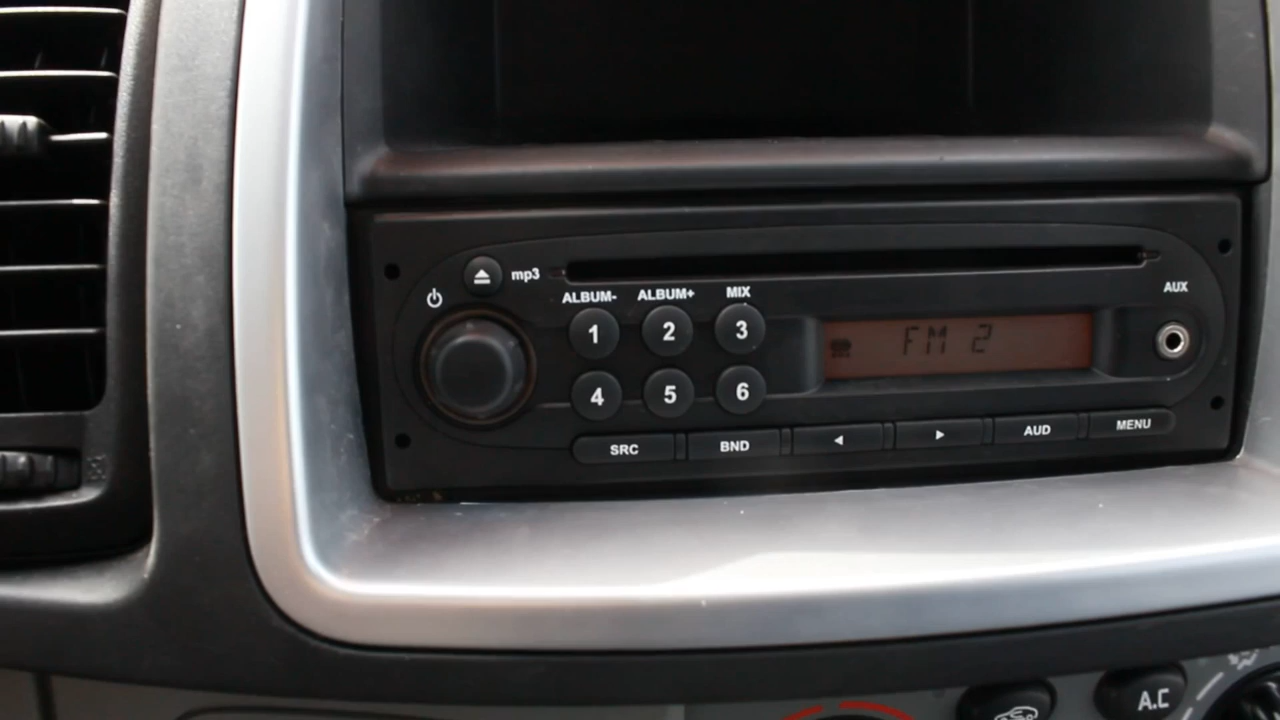 mp3
ALBUM- ALBUM+ MIX
AUX
1 2 3
FM 2
4 5 6
SRC BND AUD MENU
A.C